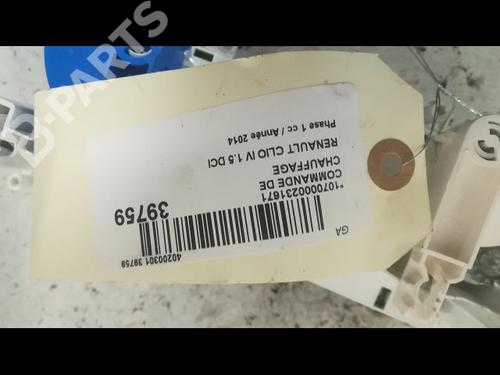 GA
*1070000231671
COMMANDE DE
CHAUFFAGE
RENAULT CLIO IV 1.5 DCI
Phase 1 cc / Année 2014
39759
40200301 39759
D-PARTS